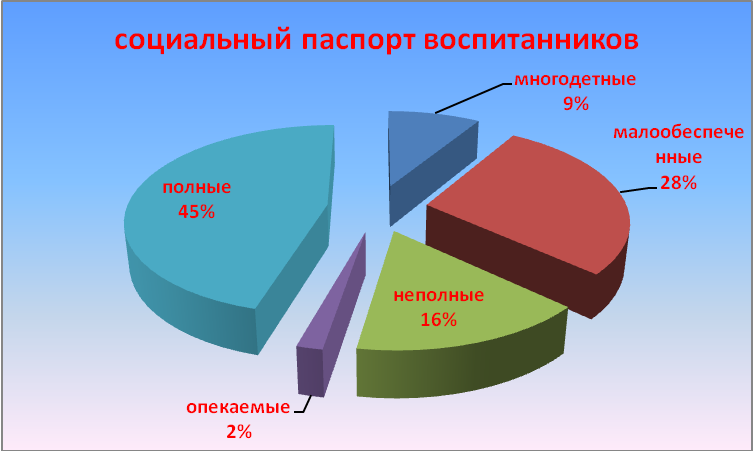 социальный паспорт воспитанников
многодетные
9%
малообеспече
нные
28%
полные
45%
неполные
16%
опекаемые
2%